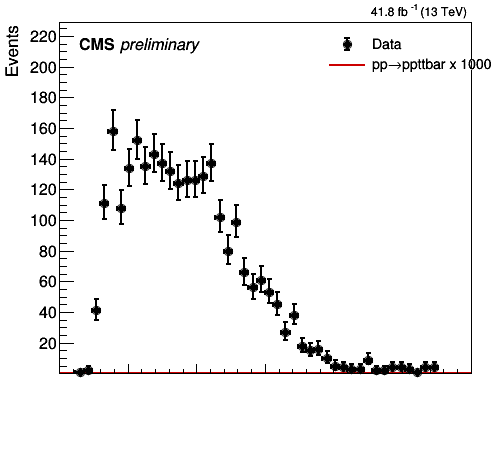 41.8 fb⁻¹ (13 TeV)
CMS preliminary
Data
pp→ppttbar x 1000
Events
220
200
180
160
140
120
100
80
60
40
20